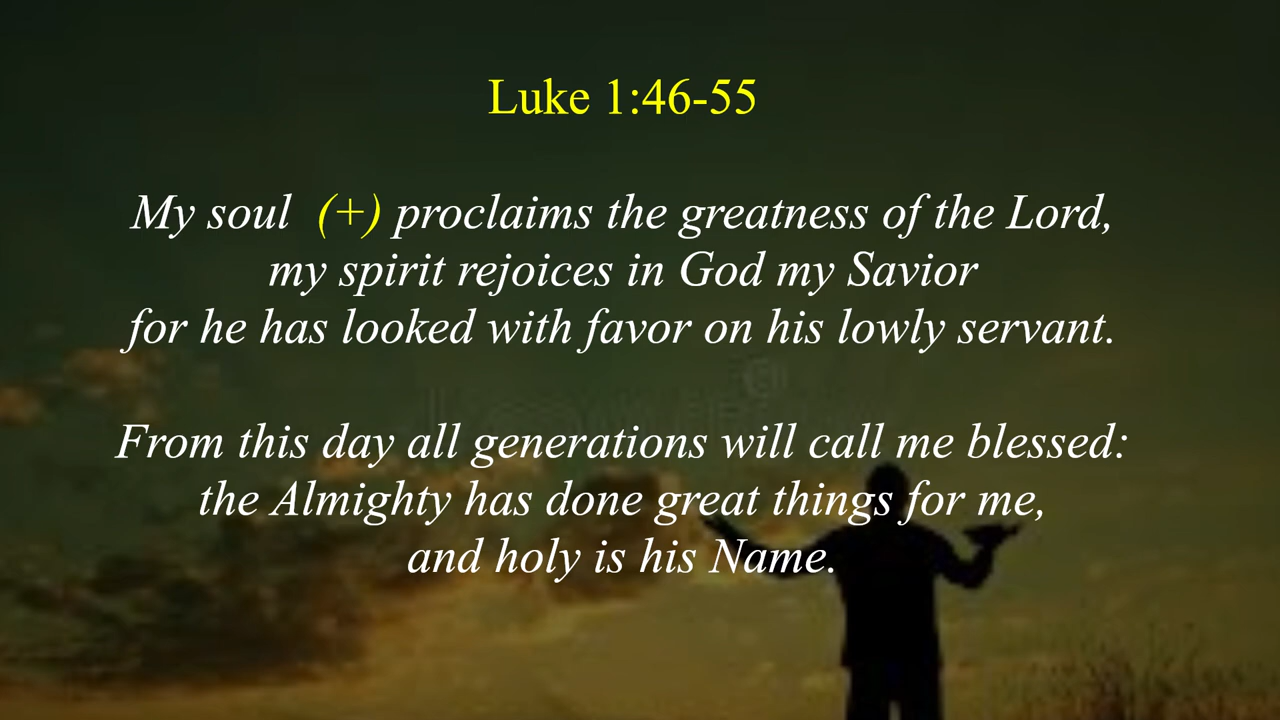 Luke 1:46-55
My soul (+) proclaims the greatness of the Lord,
my spirit rejoices in God my Savior
for he has looked with favor on his lowly servant.
From this day all generations will call me blessed:
the Almighty has done great things for me,
and holy is his Name.